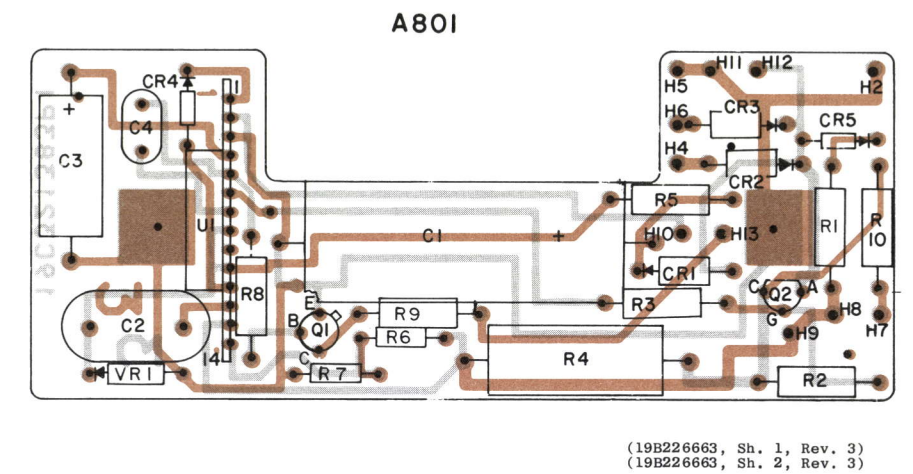 A801
H11 H12
H5 H2
CR4 1
+ H6 CR3 CR5
C4
C3 H4
CR2
R5
U1 C1 + H10 H13 R1 R10
CR1
R8 C Q2 A
E R3
B Q1 R9 G H8
C2 R6 H9 H7
14 C R4
VR1 R7 R2
(19B226663, Sh. 1, Rev. 3)
(19B226663, Sh. 2, Rev. 3)